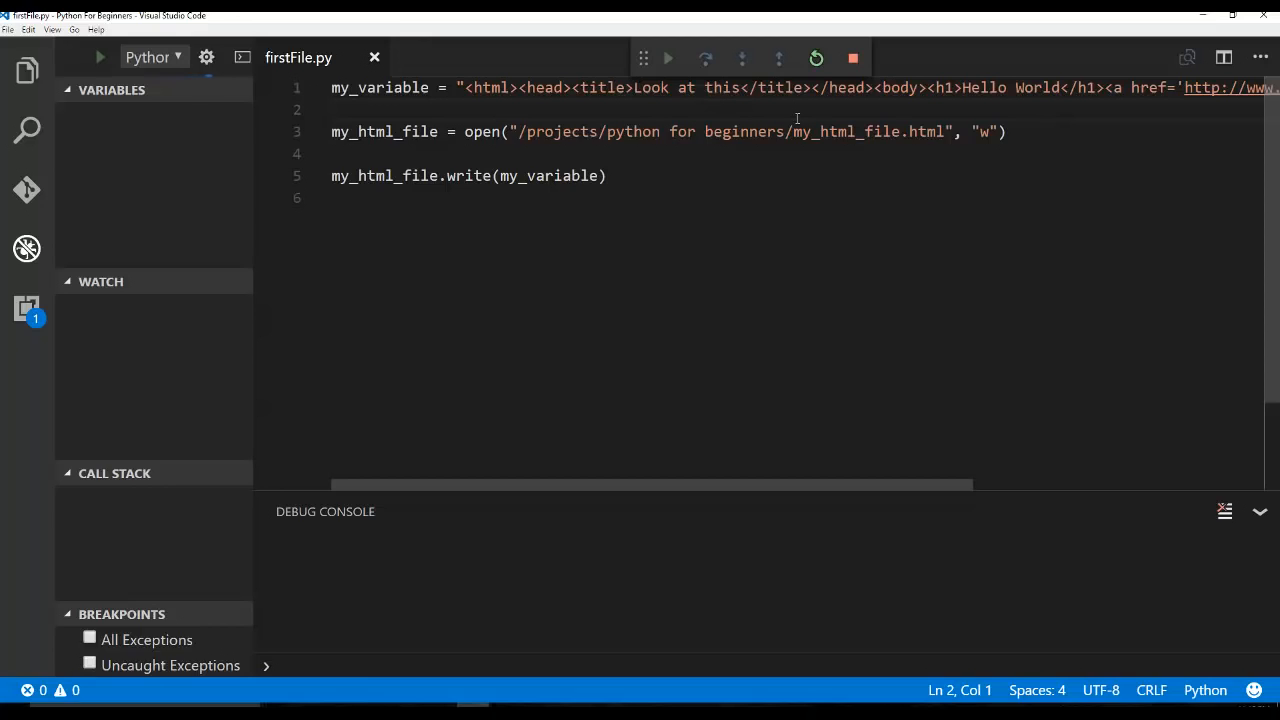 firstFile.py - Python For Beginners - Visual Studio Code
File Edit View Go Help
Python
firstFile.py
VARIABLES
WATCH
CALL STACK
BREAKPOINTS
All Exceptions
Uncaught Exceptions
1
1 my_variable = "<html><head><title>Look at this</title></head><body><h1>Hello World</h1><a href='http://www.
2
3 my_html_file = open("/projects/python for beginners/my_html_file.html", "w")
4
5 my_html_file.write(my_variable)
6
DEBUG CONSOLE
0 0
Ln 2, Col 1 Spaces: 4 UTF-8 CRLF Python